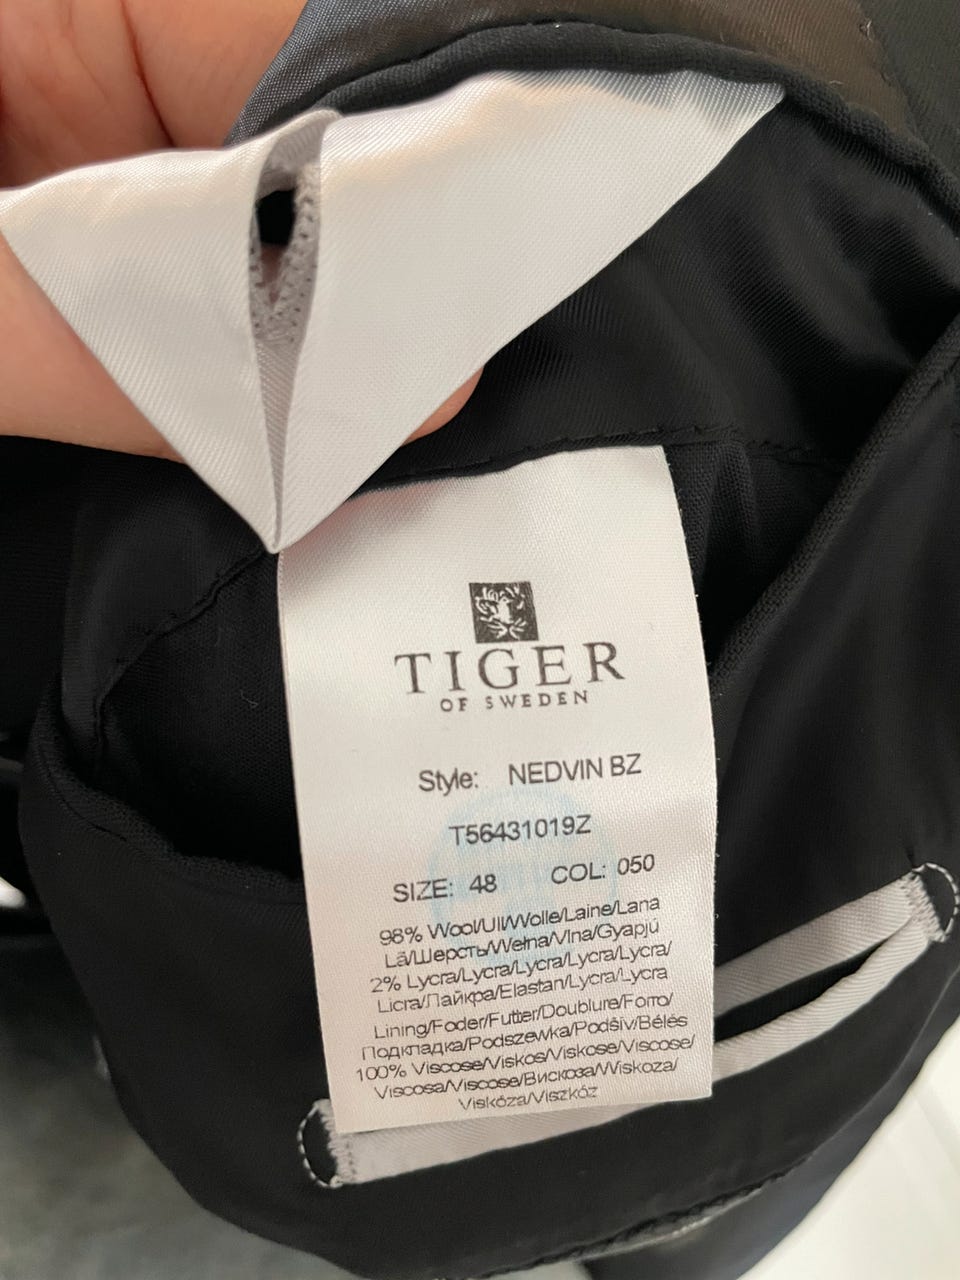 TIGER
OF SWEDEN
Style: NEDVIN BZ
T56431019Z
SIZE: 48 COL: 050
98% Wool/Ull/Wolle/Laine/Lana
Lã/Шерсть/Wełna/Vlna/Gyapjú
2% Lycra/Lycra/Lycra/Lycra/Lycra/
Licra/Лайкра/Elastan/Lycra/Lycra
Lining/Foder/Futter/Doublure/Forro/
Подкладка/Podszewka/Podšív/Bélés
100% Viscose/Viskos/Viskose/Viscose/
Viscosa/Viscose/Вискоза/Wiskoza/
Viskóza/Viszkóz